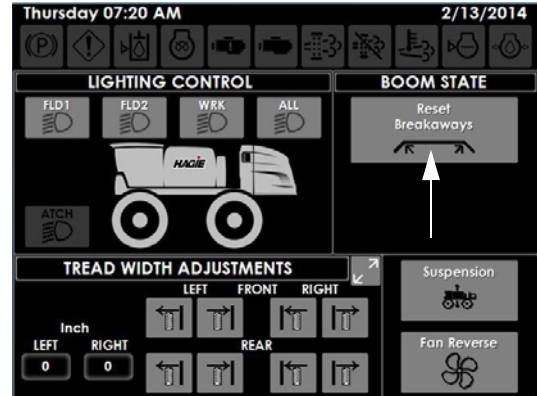 Thursday 07:20 AM 2/13/2014
LIGHTING CONTROL
FLD1 FLD2 WRK ALL
HAGIE
ATCH
BOOM STATE
Reset
Breakaways
TREAD WIDTH ADJUSTMENTS
LEFT FRONT RIGHT
Inch
LEFT RIGHT
0 0
REAR
Suspension
Fan Reverse